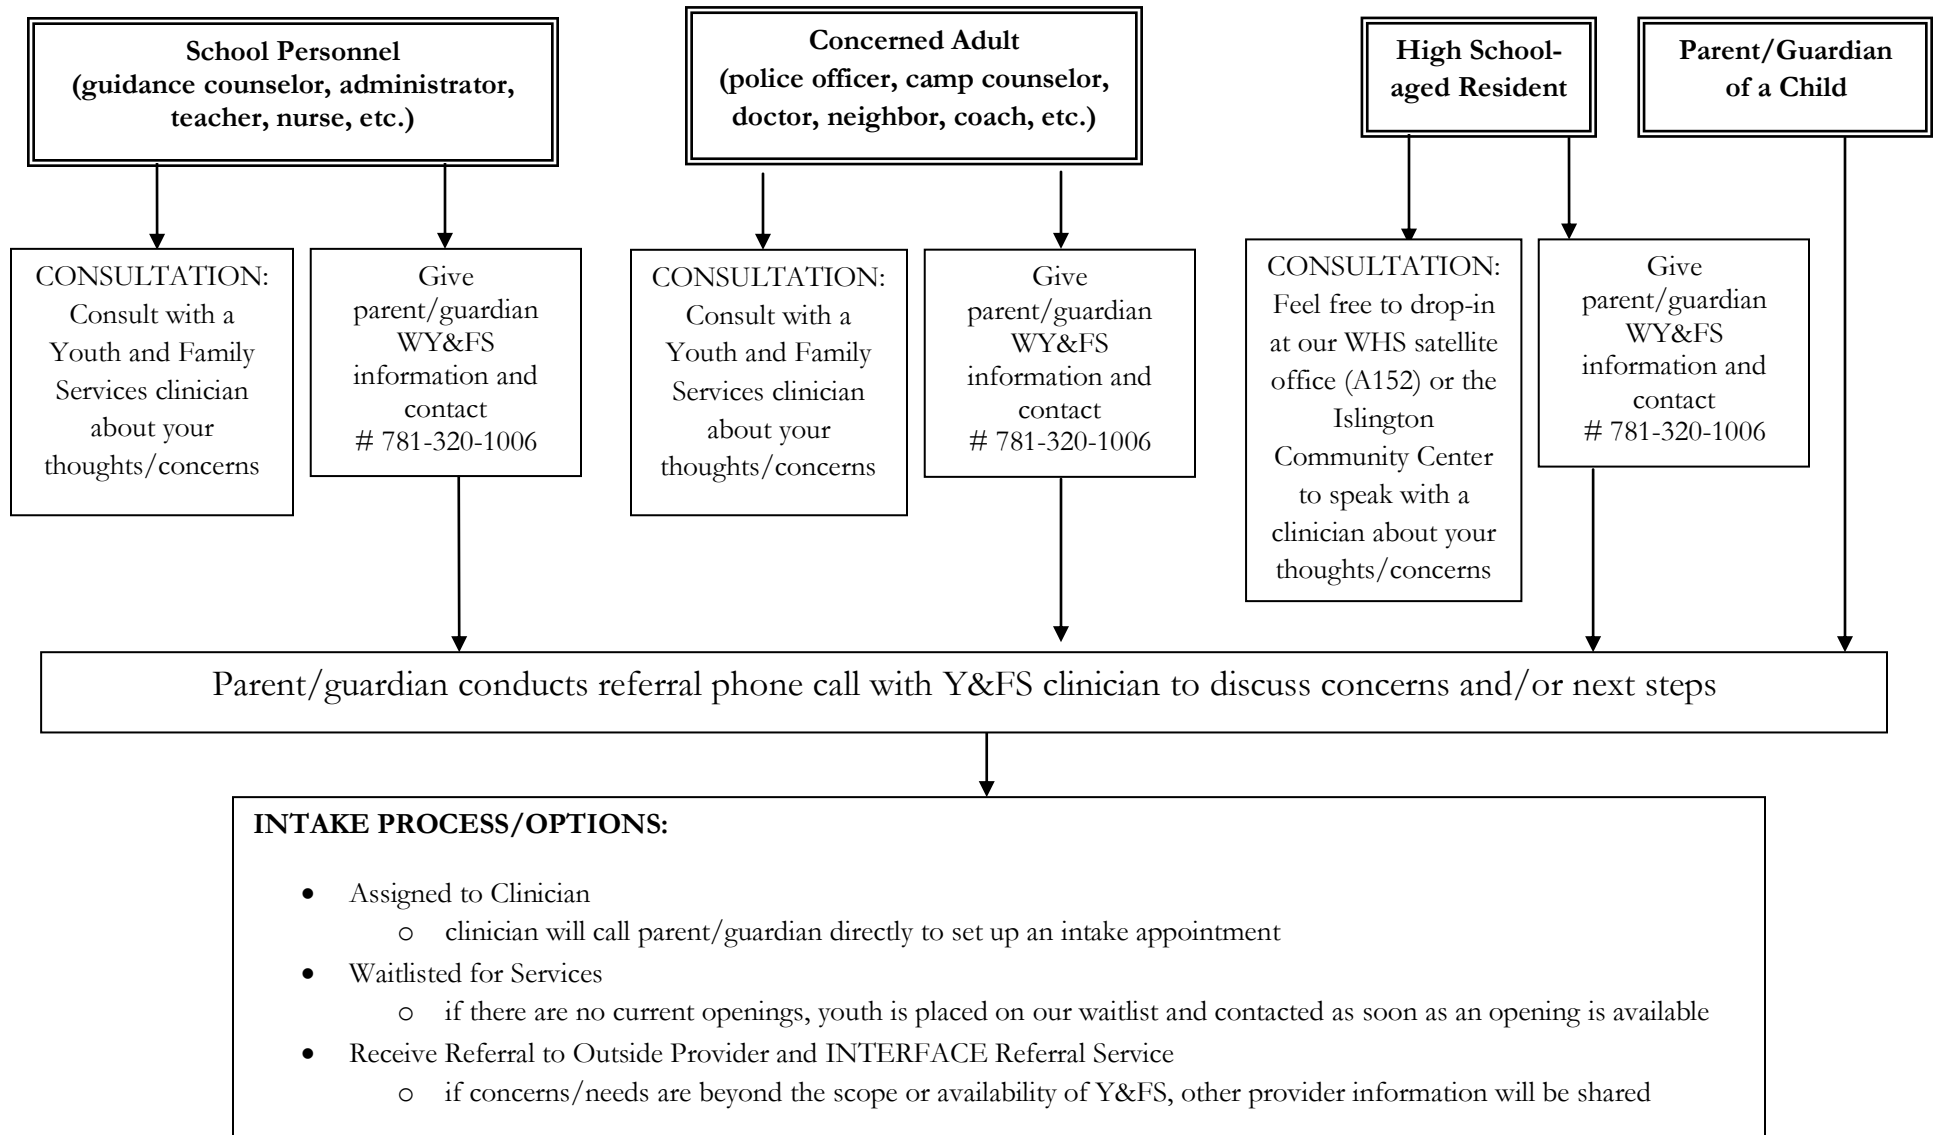 School Personnel
(guidance counselor, administrator,
teacher, nurse, etc.)
Concerned Adult
(police officer, camp counselor,
doctor, neighbor, coach, etc.)
High School-
aged Resident
Parent/Guardian
of a Child
CONSULTATION:
Consult with a
Youth and Family
Services clinician
about your
thoughts/concerns
Give
parent/guardian
WY&FS
information and
contact
# 781-320-1006
CONSULTATION:
Consult with a
Youth and Family
Services clinician
about your
thoughts/concerns
Give
parent/guardian
WY&FS
information and
contact
# 781-320-1006
CONSULTATION:
Feel free to drop-in
at our WHS satellite
office (A152) or the
Islington
Community Center
to speak with a
clinician about your
thoughts/concerns
Give
parent/guardian
WY&FS
information and
contact
# 781-320-1006
Parent/guardian conducts referral phone call with Y&FS clinician to discuss concerns and/or next steps
INTAKE PROCESS/OPTIONS:
• Assigned to Clinician
o clinician will call parent/guardian directly to set up an intake appointment
• Waitlisted for Services
o if there are no current openings, youth is placed on our waitlist and contacted as soon as an opening is available
• Receive Referral to Outside Provider and INTERFACE Referral Service
o if concerns/needs are beyond the scope or availability of Y&FS, other provider information will be shared